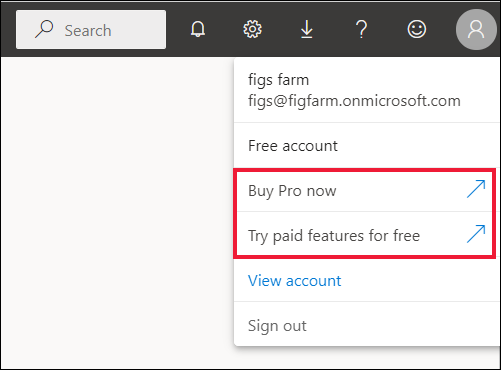 Search
?
figs farm
figs@figfarm.onmicrosoft.com
Free account
Buy Pro now
Try paid features for free
View account
Sign out